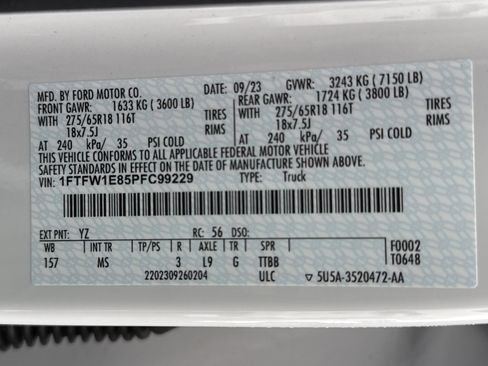 MFD. BY FORD MOTOR CO. DATE: 09/23 GVWR: 3243 KG (7150 LB)
FRONT GAWR: 1633 KG (3600 LB) REAR GAWR: 1724 KG (3800 LB)
WITH 275/65R18 116T TIRES WITH 275/65R18 116T TIRES
18x7.5J RIMS 18x7.5J RIMS
AT 240 kPa/ 35 PSI COLD AT 240 kPa/ 35 PSI COLD
THIS VEHICLE CONFORMS TO ALL APPLICABLE FEDERAL MOTOR VEHICLE
SAFETY STANDARDS IN EFFECT ON THE DATE OF MANUFACTURE SHOWN ABOVE.
VIN: 1FTFW1E85PFC99229 TYPE: Truck
EXT PNT: YZ RC: 56 DSO:
WB INT TR TP/PS R AXLE TR SPR F0002
157 MS 3 L9 G TTBB T0648
2202309260204 ULC 5U5A-3520472-AA